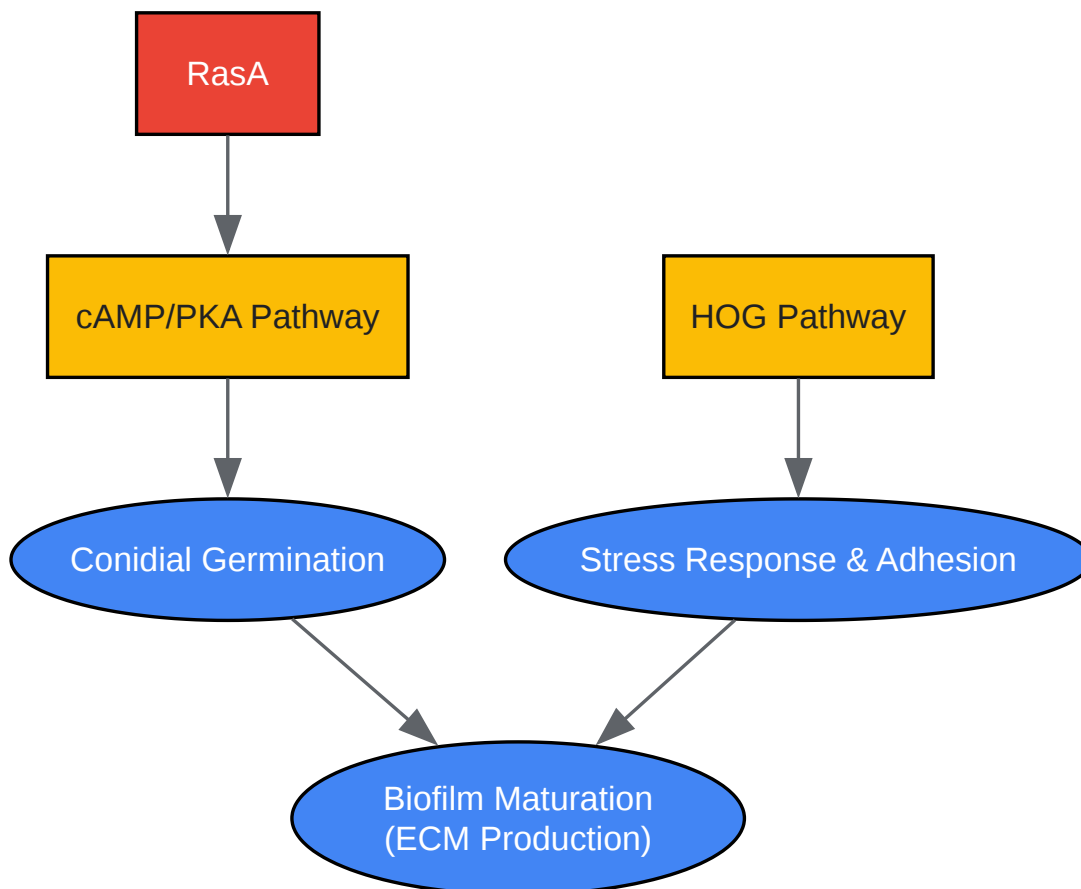 RasA
cAMP/PKA Pathway
HOG Pathway
Conidial Germination
Stress Response & Adhesion
Biofilm Maturation
(ECM Production)